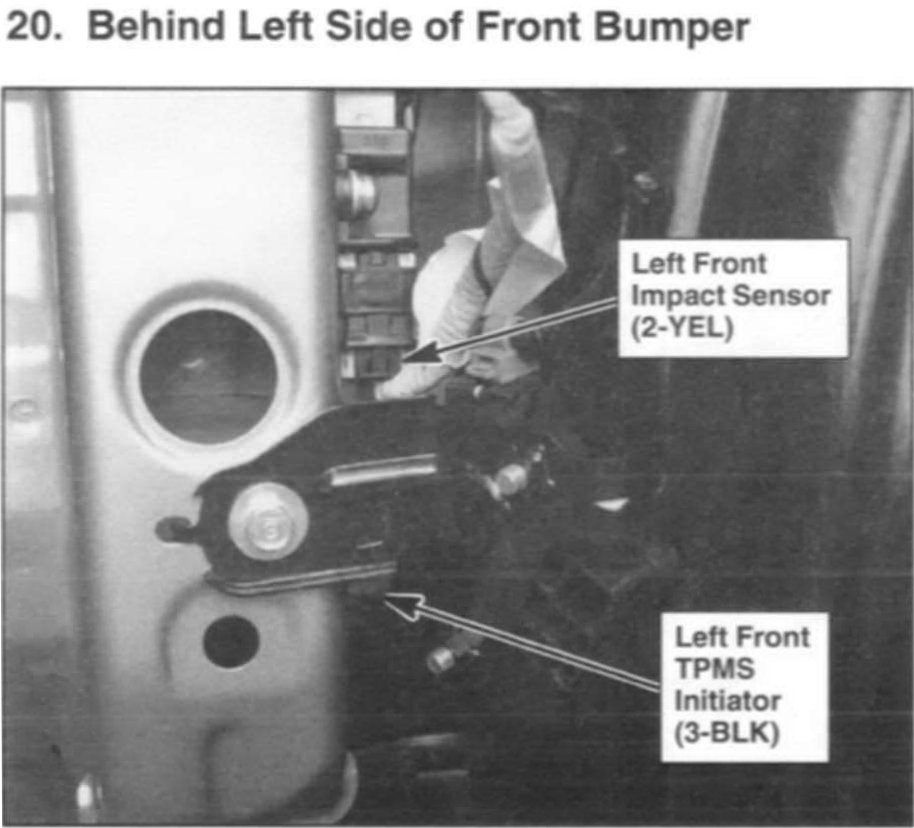 20. Behind Left Side of Front Bumper
Left Front
Impact Sensor
(2-YEL)
Left Front
TPMS
Initiator
(3-BLK)